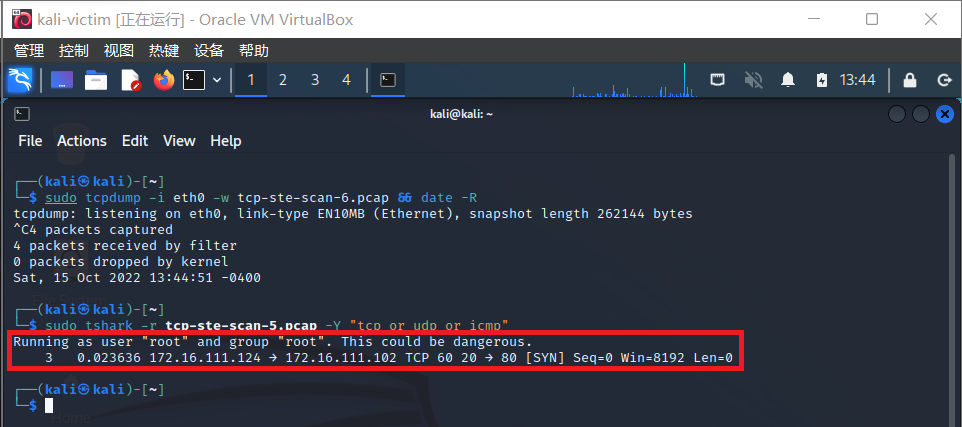 kali-victim [正在运行] - Oracle VM VirtualBox
管理 控制 视图 热键 设备 帮助
1 2 3 4 13:44
kali@kali: ~
File Actions Edit View Help
┌──(kali㉿kali)-[~]
└─$ sudo tcpdump -i eth0 -w tcp-ste-scan-6.pcap && date -R
tcpdump: listening on eth0, link-type EN10MB (Ethernet), snapshot length 262144 bytes
^C4 packets captured
4 packets received by filter
0 packets dropped by kernel
Sat, 15 Oct 2022 13:44:51 -0400
┌──(kali㉿kali)-[~]
└─$ sudo tshark -r tcp-ste-scan-5.pcap -Y "tcp or udp or icmp"
Running as user "root" and group "root". This could be dangerous.
3 0.023636 172.16.111.124 → 172.16.111.102 TCP 60 20 → 80 [SYN] Seq=0 Win=8192 Len=0
┌──(kali㉿kali)-[~]
└─$
Home